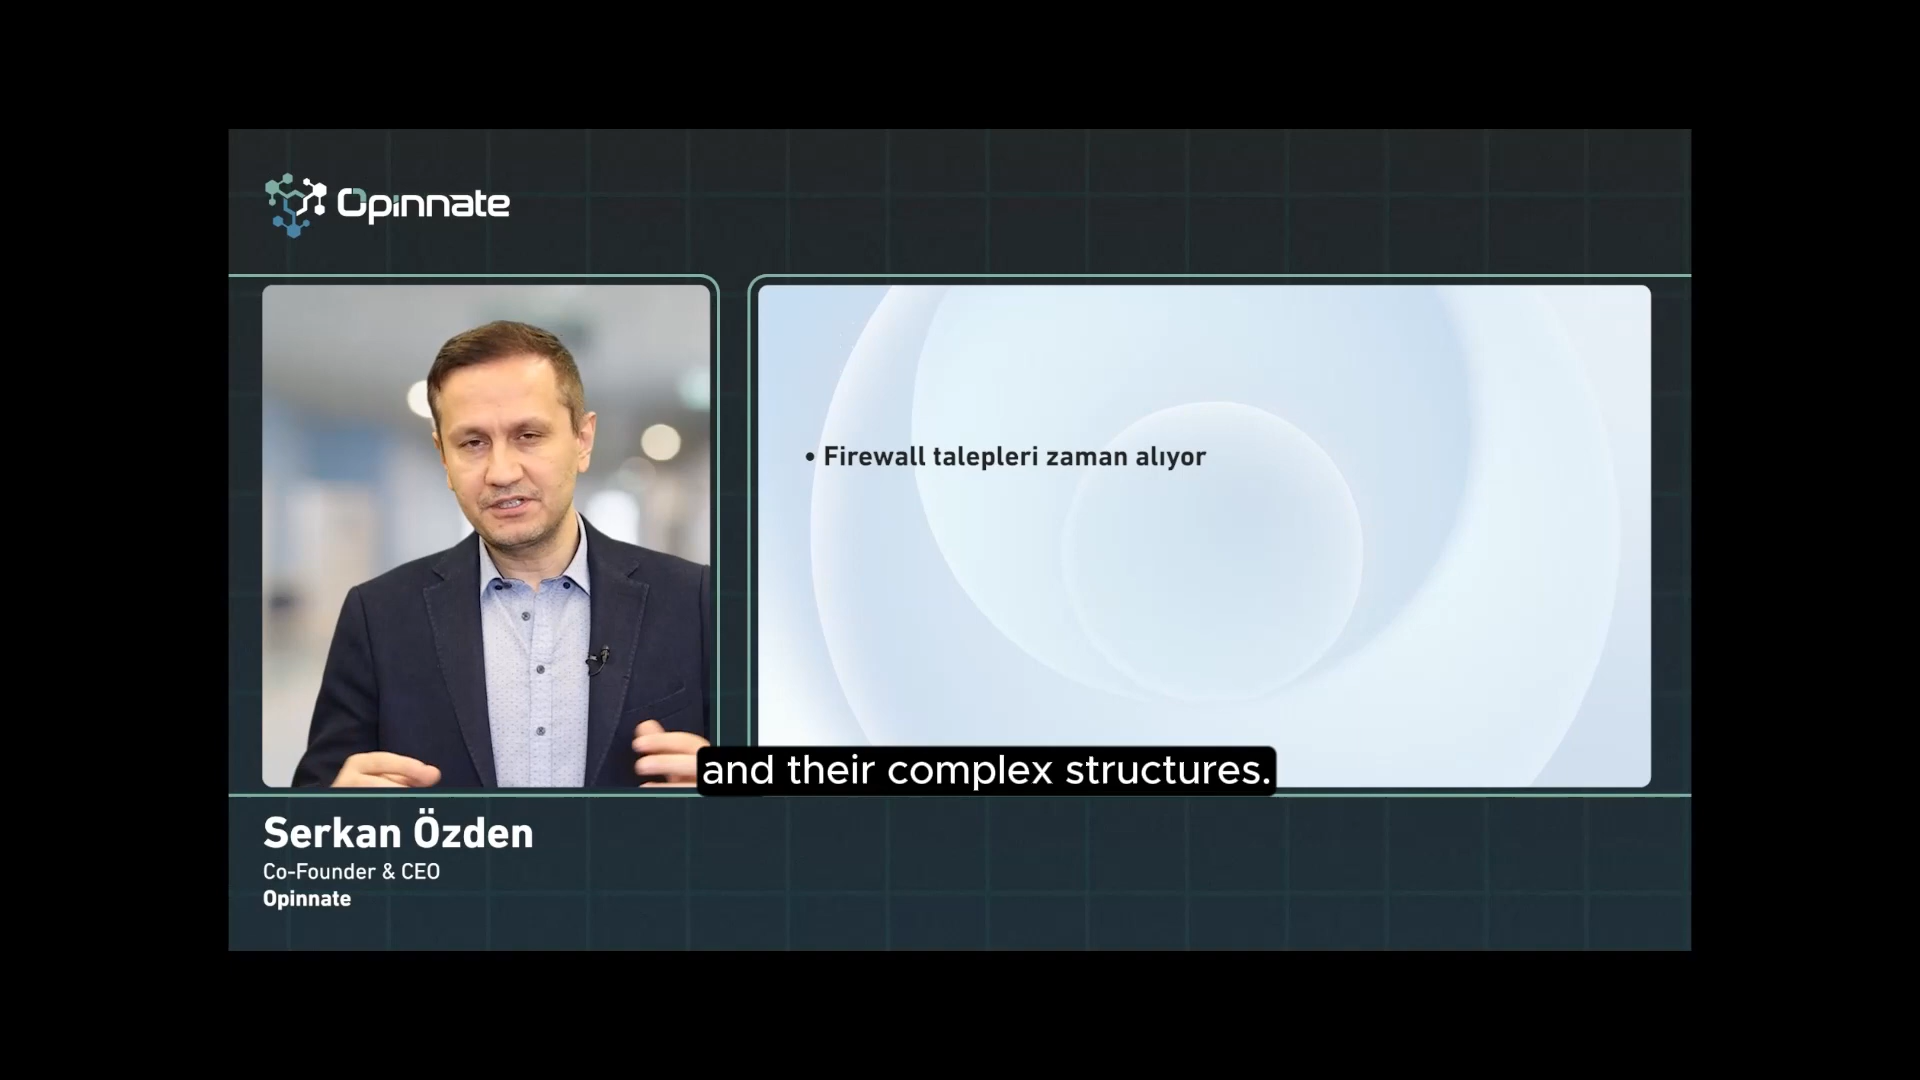 Opinnate
• Firewall talepleri zaman alıyor
and their complex structures.
Serkan Özden
Co-Founder & CEO
Opinnate